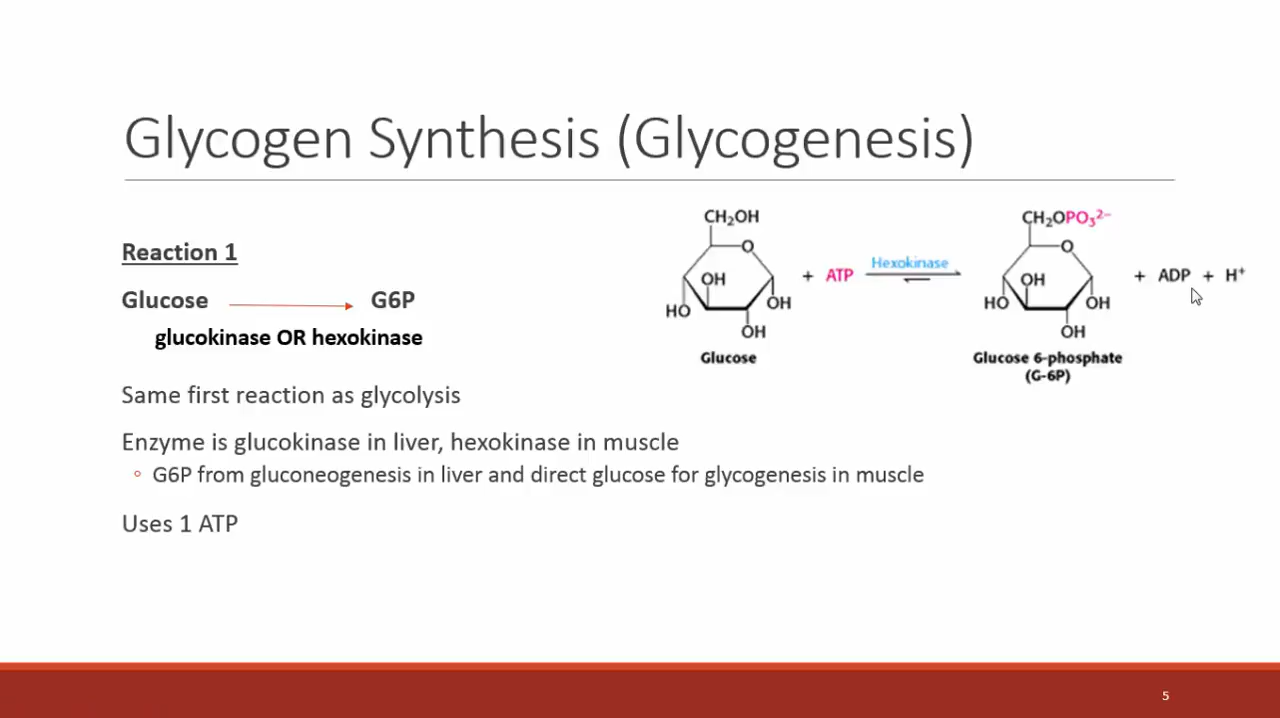 Glycogen Synthesis (Glycogenesis)
Reaction 1
Glucose G6P
glucokinase OR hexokinase
Same first reaction as glycolysis
Enzyme is glucokinase in liver, hexokinase in muscle
◦ G6P from gluconeogenesis in liver and direct glucose for glycogenesis in muscle
Uses 1 ATP
CH₂OH
O
OH
HO
OH
OH
Glucose
+ ATP
Hexokinase
CH₂OPO₃²⁻
O
OH
HO
OH
OH
Glucose 6-phosphate
(G-6P)
+ ADP + H⁺
5